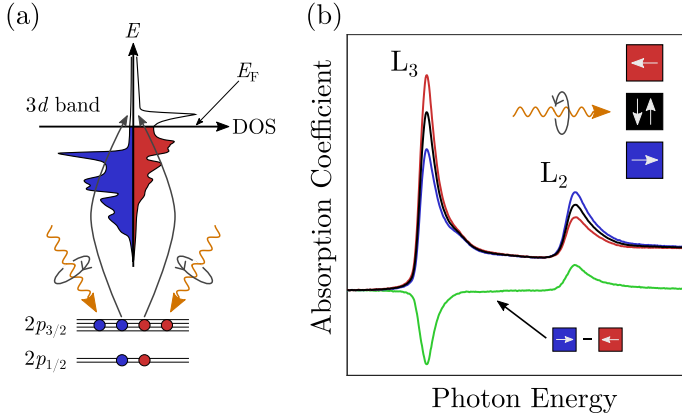 (a)
E
E_F
3d band
DOS
2p_{3/2}
2p_{1/2}
(b)
L_3
L_2
Absorption Coefficient
−
Photon Energy